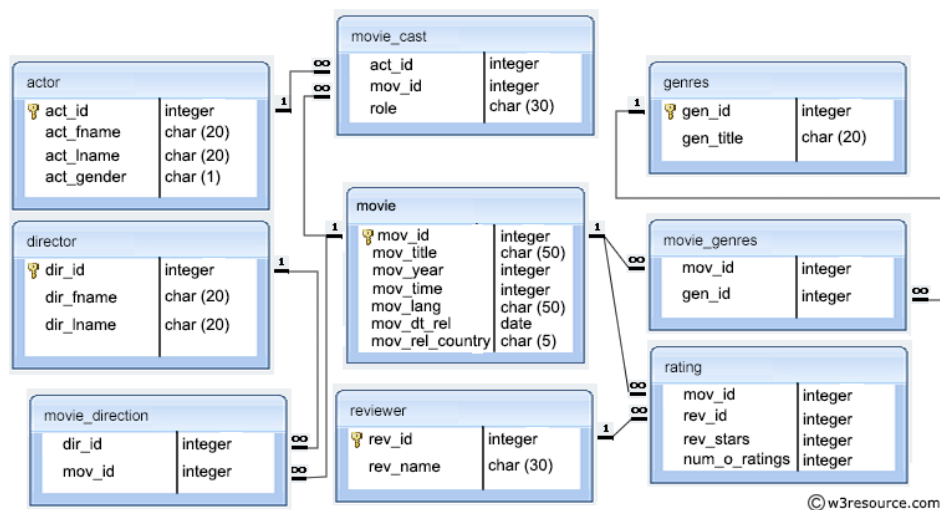 movie_cast
act_id integer
mov_id integer
role char (30)
actor
act_id integer
act_fname char (20)
act_lname char (20)
act_gender char (1)
1
∞
∞
genres
gen_id integer
gen_title char (20)
1
movie
mov_id integer
mov_title char (50)
mov_year integer
mov_time integer
mov_lang char (50)
mov_dt_rel date
mov_rel_country char (5)
1
1
director
dir_id integer
dir_fname char (20)
dir_lname char (20)
1
movie_genres
mov_id integer
gen_id integer
∞
∞
movie_direction
dir_id integer
mov_id integer
∞
∞
reviewer
rev_id integer
rev_name char (30)
1
rating
mov_id integer
rev_id integer
rev_stars integer
num_o_ratings integer
∞
∞
©w3resource.com